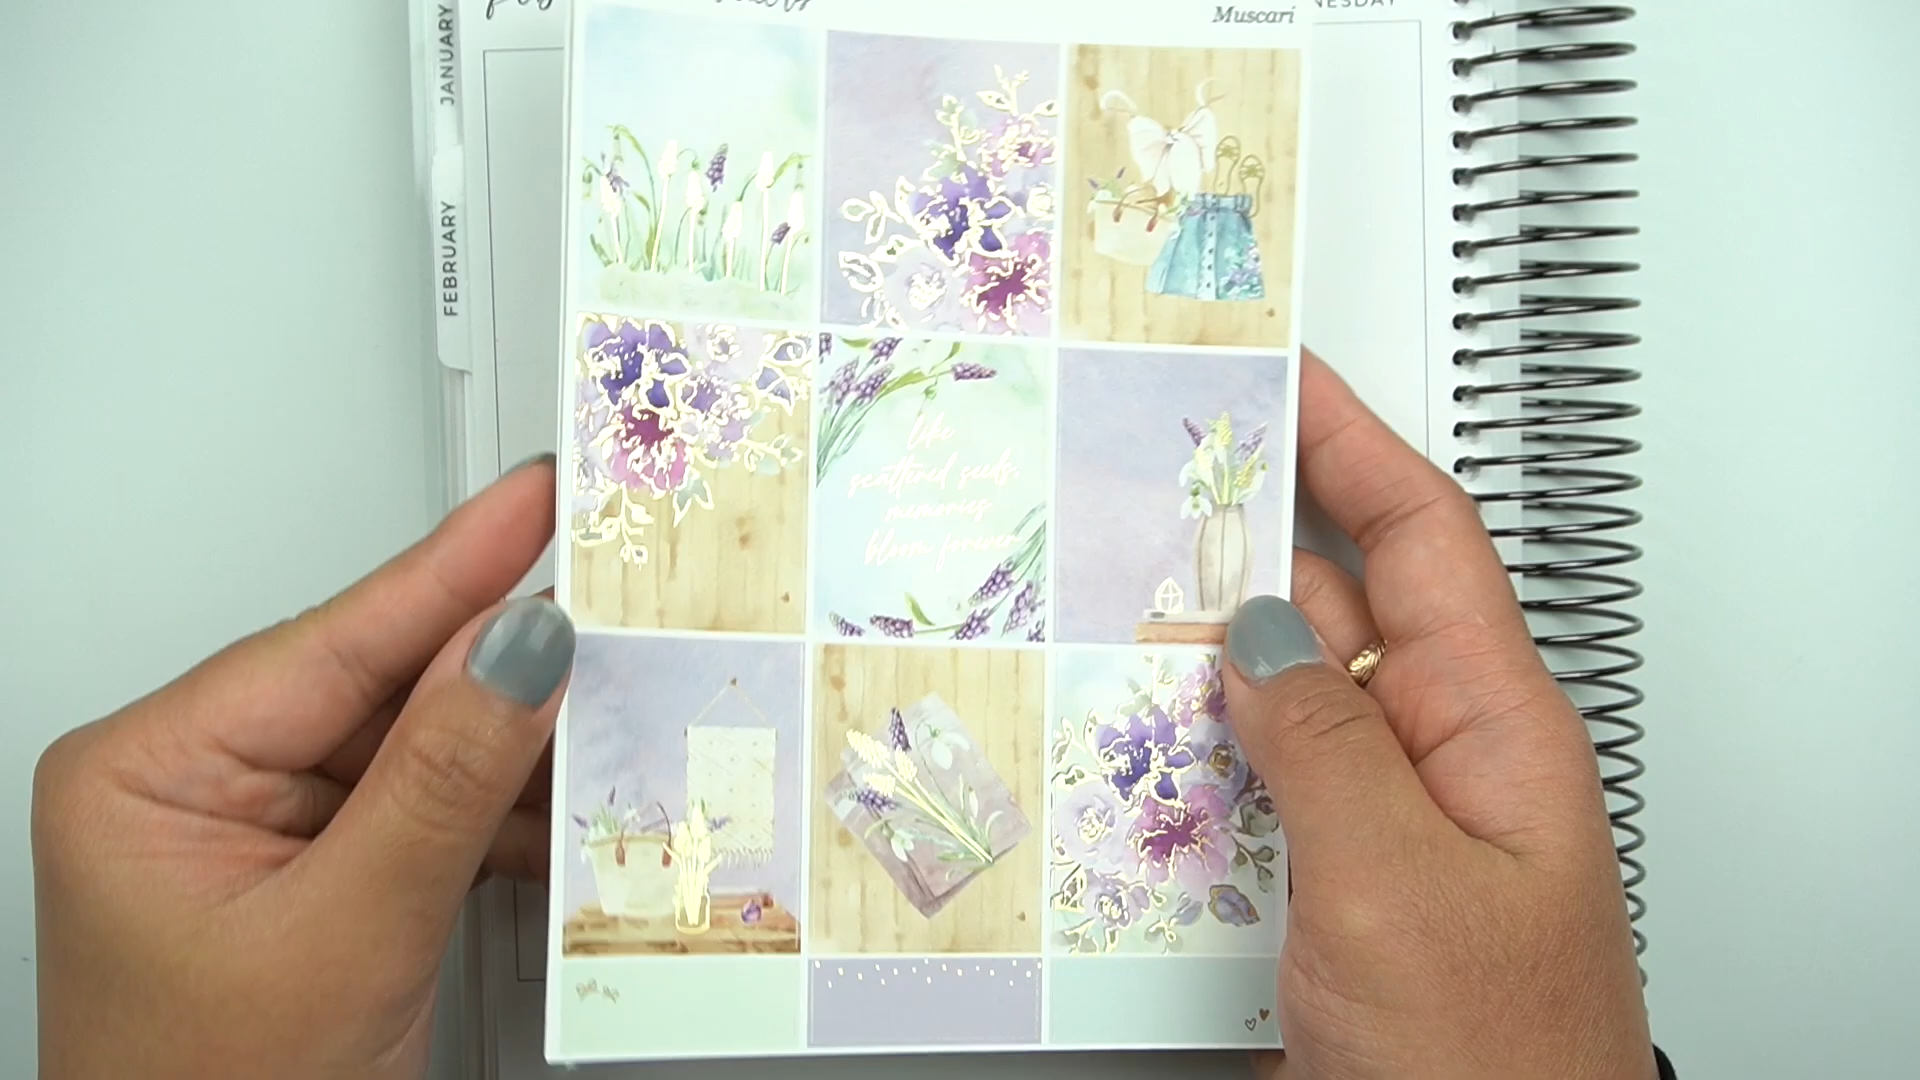 Muscari
JANUARY
FEBRUARY
like
scattered seeds,
memories
bloom forever